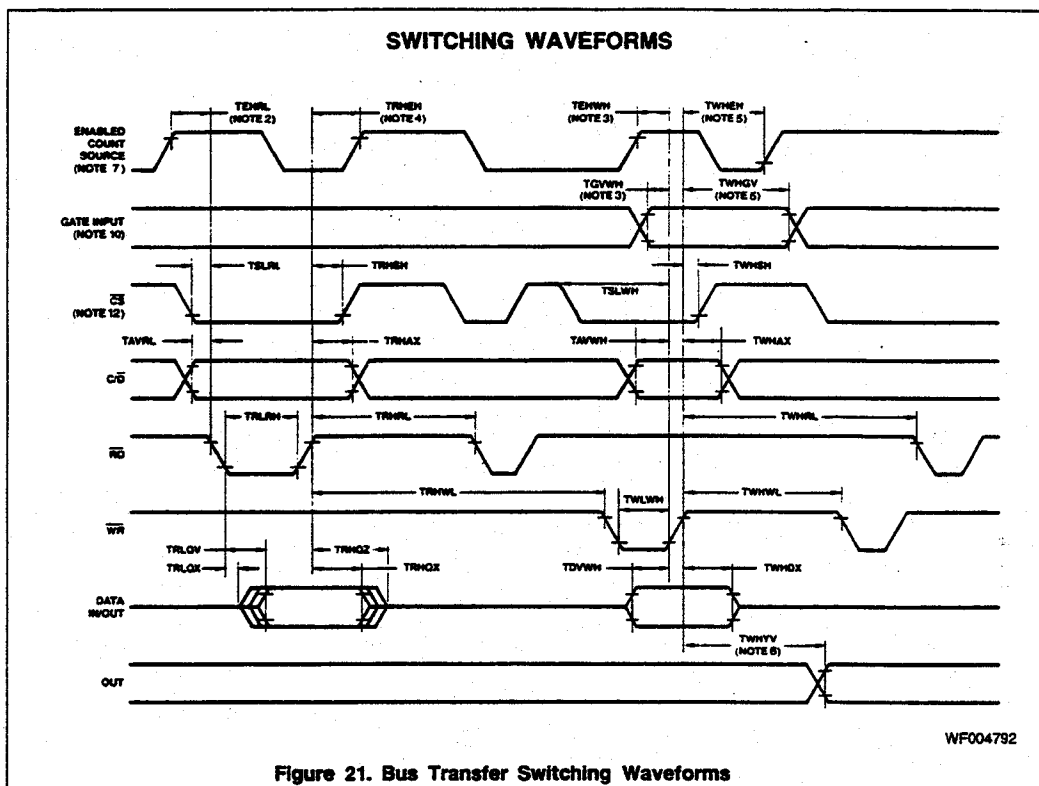 SWITCHING WAVEFORMS
TEHRL
(NOTE 2)
TRHEH
(NOTE 4)
TEHWH
(NOTE 3)
TWHEH
(NOTE 5)
ENABLED
COUNT
SOURCE
(NOTE 7)
TGVWH
(NOTE 3)
TWHGV
(NOTE 5)
GATE INPUT
(NOTE 10)
TSLRL
TRHSH
TWHSH
CS
(NOTE 12)
TSLWH
TAVRL
TRHAX
TAVWH
TWHAX
C/D
TRLRH
TRHRL
TWHRL
RD
TRHWL
TWLWH
TWHWL
WR
TRLQV
TRHQZ
TRLQX
TRHQX
TDVWH
TWHDX
DATA
IN/OUT
TWHYV
(NOTE 6)
OUT
WF004792
Figure 21. Bus Transfer Switching Waveforms